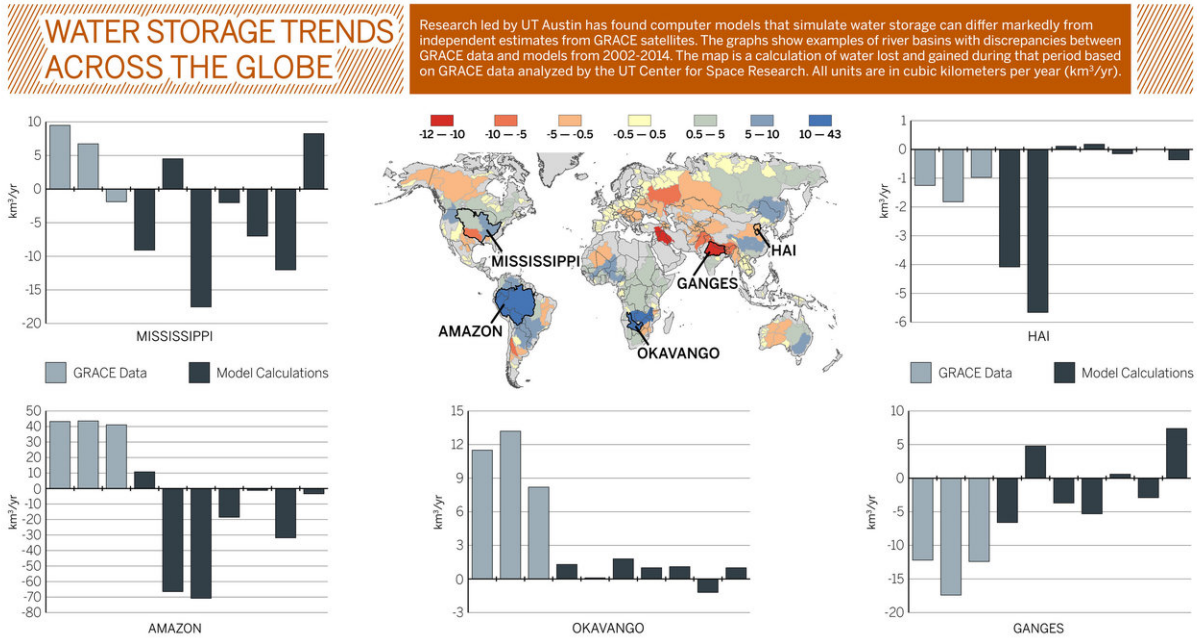 WATER STORAGE TRENDS
ACROSS THE GLOBE
Research led by UT Austin has found computer models that simulate water storage can differ markedly from
independent estimates from GRACE satellites. The graphs show examples of river basins with discrepancies between
GRACE data and models from 2002-2014. The map is a calculation of water lost and gained during that period based
on GRACE data analyzed by the UT Center for Space Research. All units are in cubic kilometers per year (km³/yr).
10
5
0
-5
-10
-15
-20
km³/yr
MISSISSIPPI
GRACE Data
Model Calculations
-12 — -10
-10 — -5
-5 — -0.5
-0.5 — 0.5
0.5 — 5
5 — 10
10 — 43
MISSISSIPPI
AMAZON
HAI
GANGES
OKAVANGO
1
0
-1
-2
-3
-4
-5
-6
km³/yr
HAI
GRACE Data
Model Calculations
50
40
30
20
10
0
-10
-20
-30
-40
-50
-60
-70
-80
km³/yr
AMAZON
15
12
9
6
3
0
-3
km³/yr
OKAVANGO
10
5
0
-5
-10
-15
-20
km³/yr
GANGES